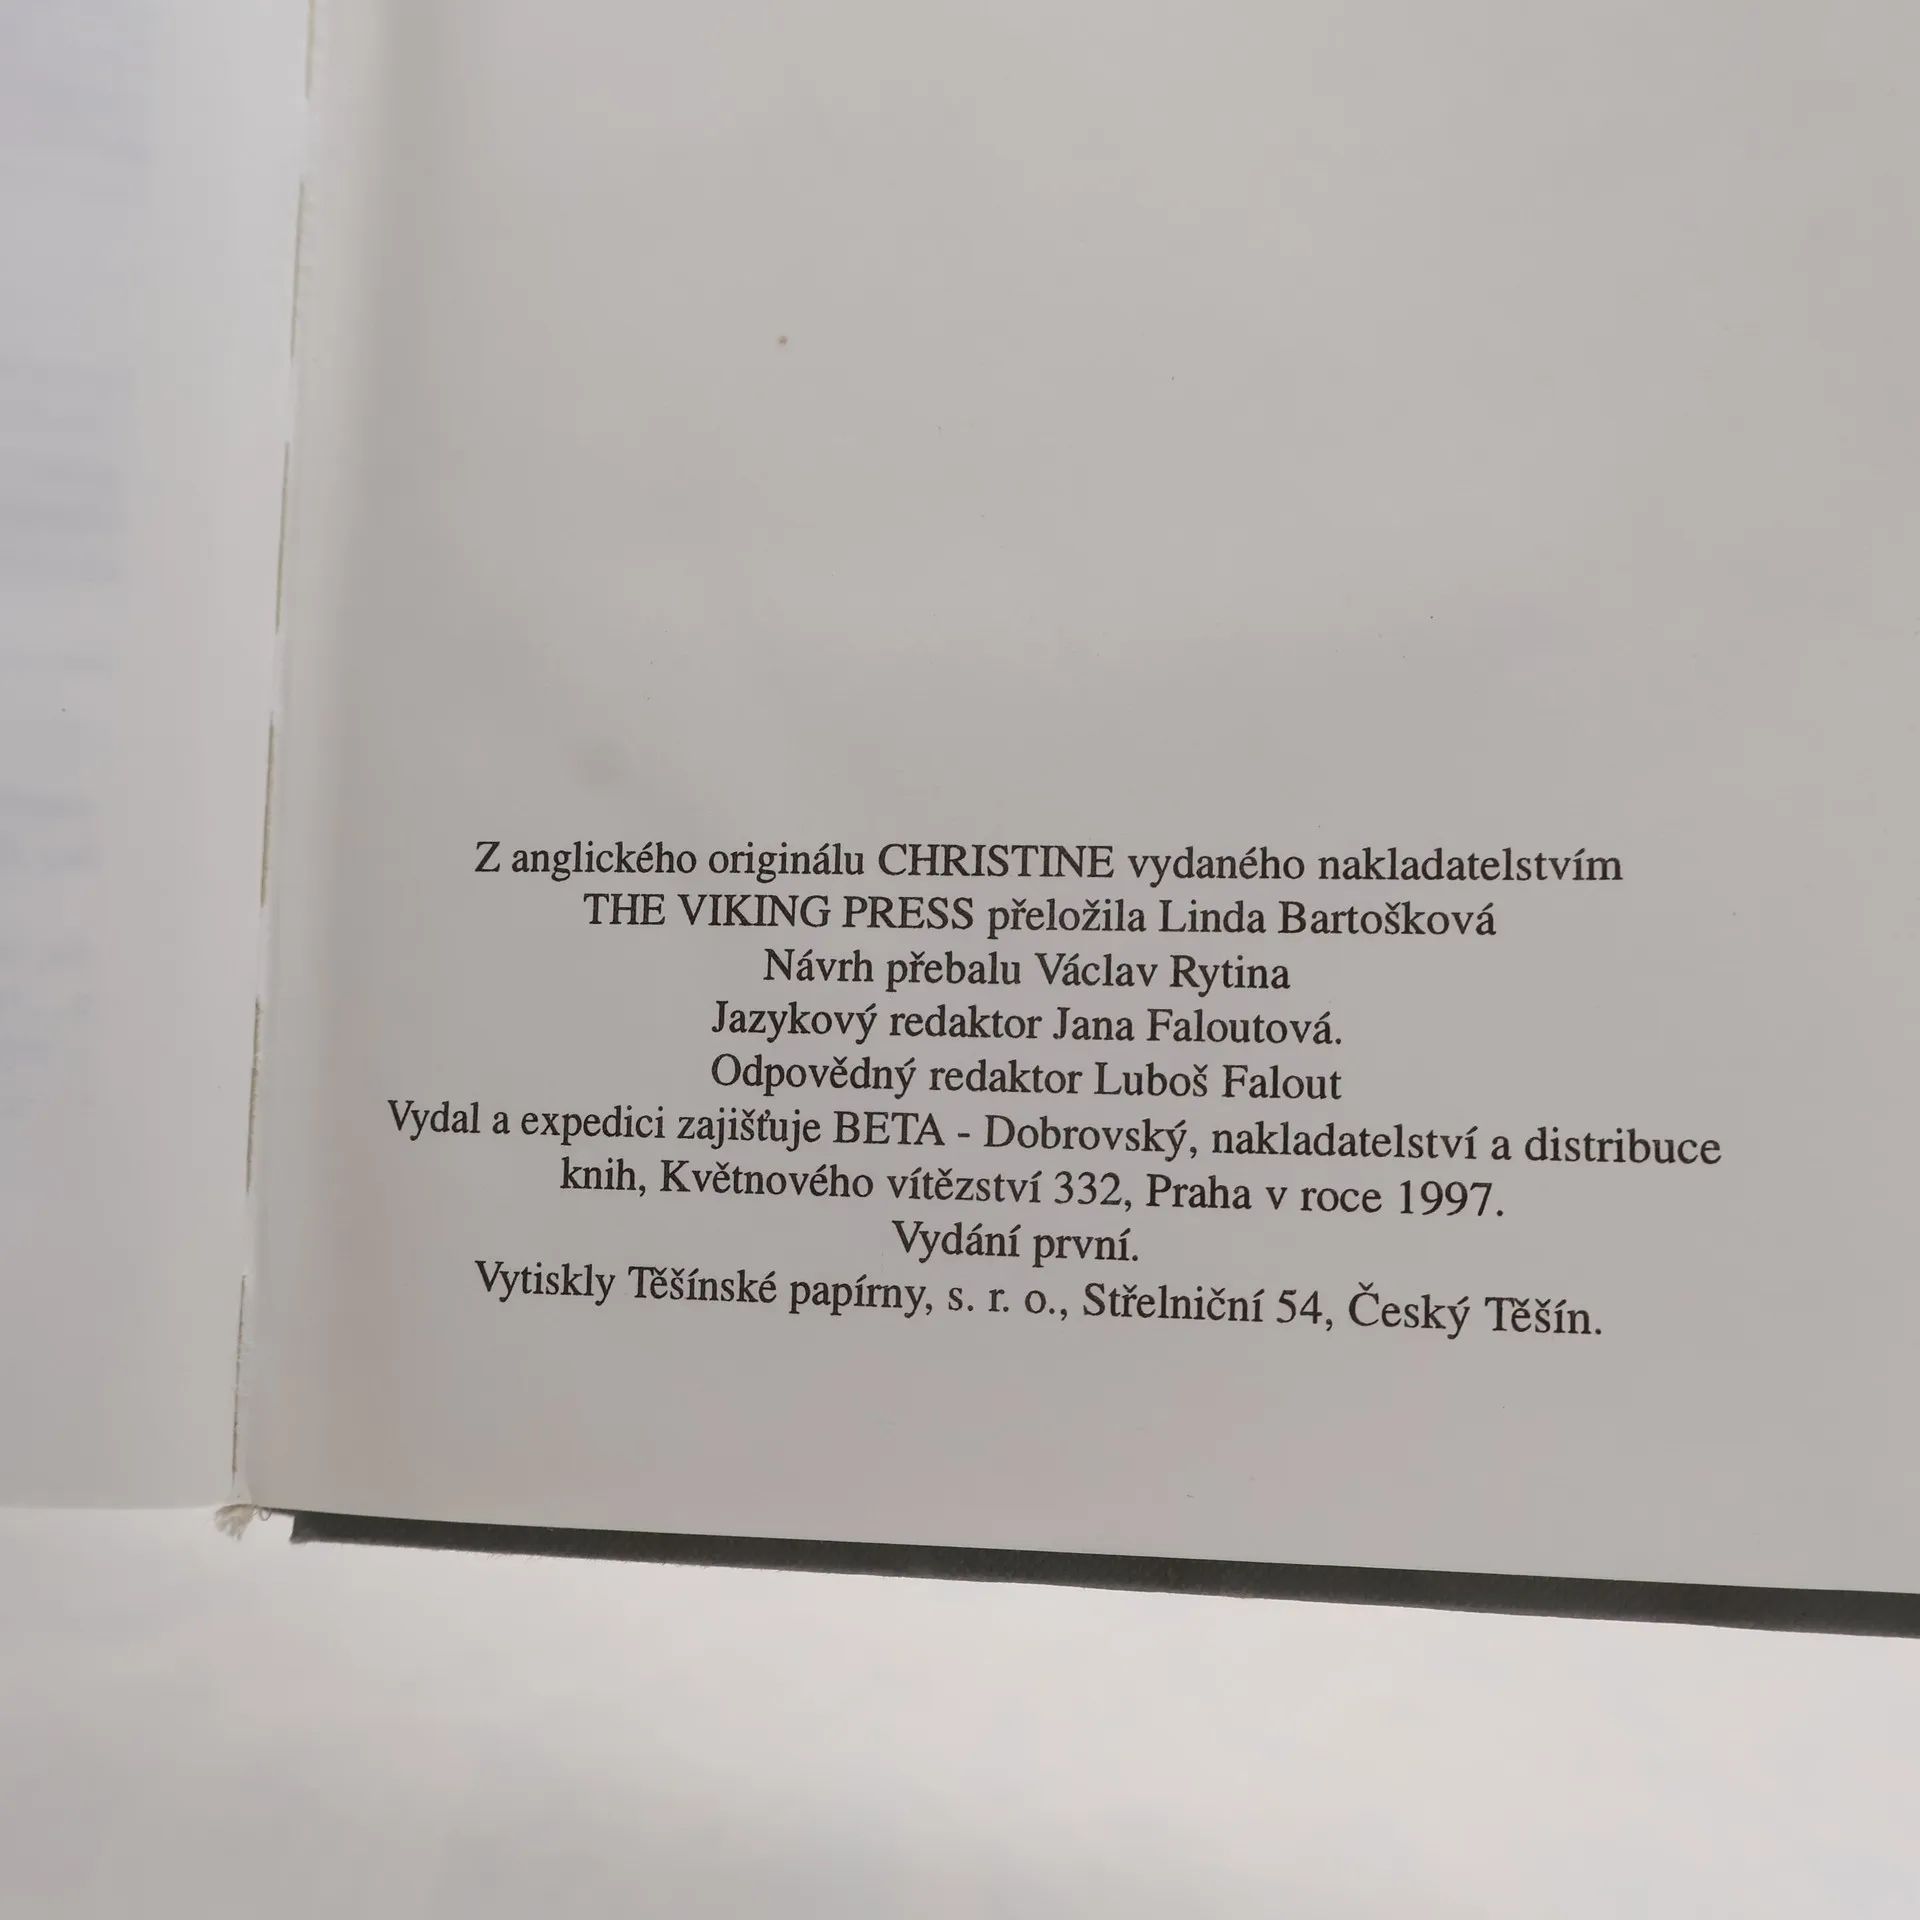 Z anglického originálu CHRISTINE vydaného nakladatelstvím
THE VIKING PRESS přeložila Linda Bartošková
Návrh přebalu Václav Rytina
Jazykový redaktor Jana Faloutová.
Odpovědný redaktor Luboš Falout
Vydal a expedici zajišťuje BETA - Dobrovský, nakladatelství a distribuce
knih, Květnového vítězství 332, Praha v roce 1997.
Vydání první.
Vytiskly Těšínské papírny, s. r. o., Střelniční 54, Český Těšín.